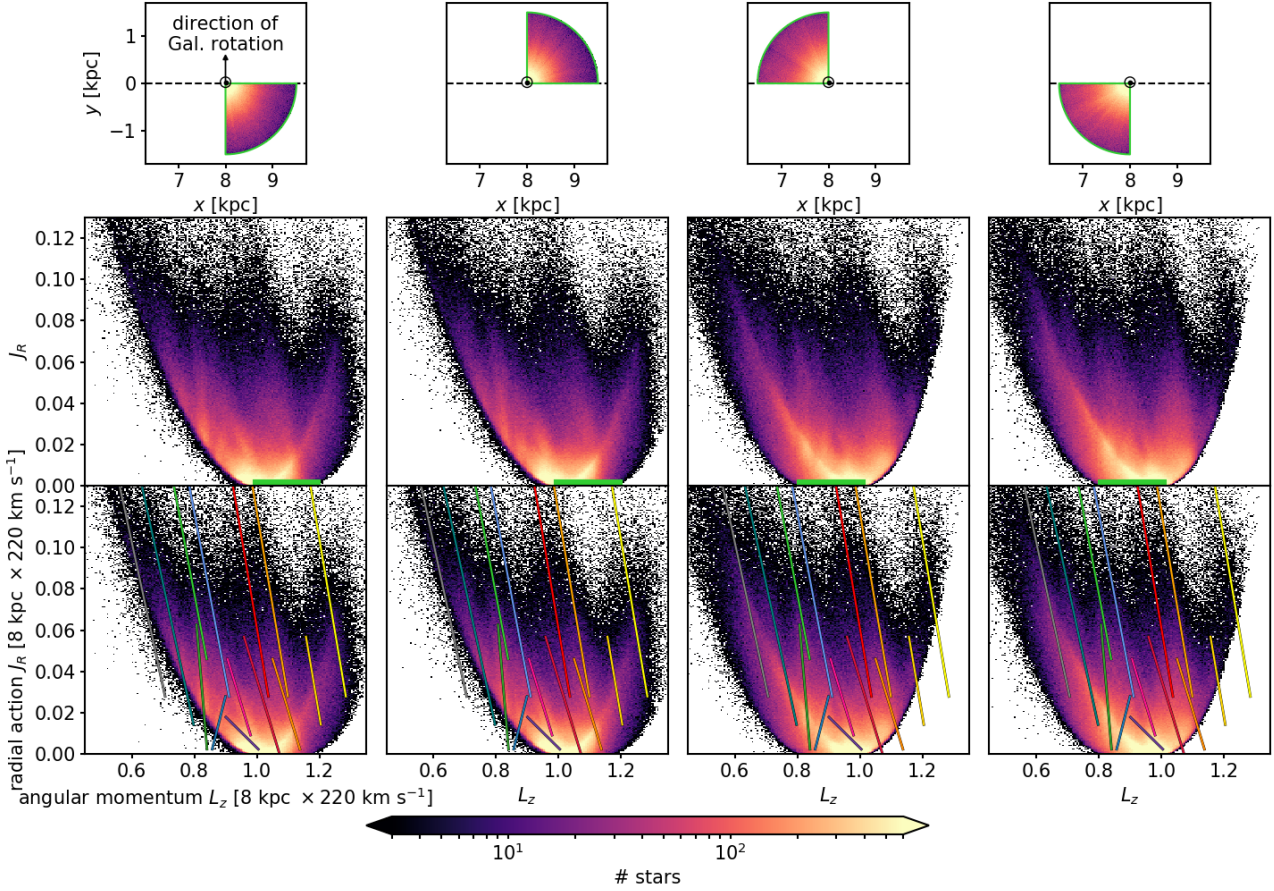 direction of
Gal. rotation
1
0
−1
y [kpc]
7 8 9
7 8 9
7 8 9
7 8 9
x [kpc]
x [kpc]
x [kpc]
x [kpc]
0.12
0.10
0.08
0.06
0.04
0.02
0.00
J_R
0.12
0.10
0.08
0.06
0.04
0.02
0.00
radial action J_R [8 kpc × 220 km s⁻¹]
0.6 0.8 1.0 1.2
0.6 0.8 1.0 1.2
0.6 0.8 1.0 1.2
0.6 0.8 1.0 1.2
angular momentum L_z [8 kpc × 220 km s⁻¹]
L_z
L_z
L_z
10¹ 10²
# stars